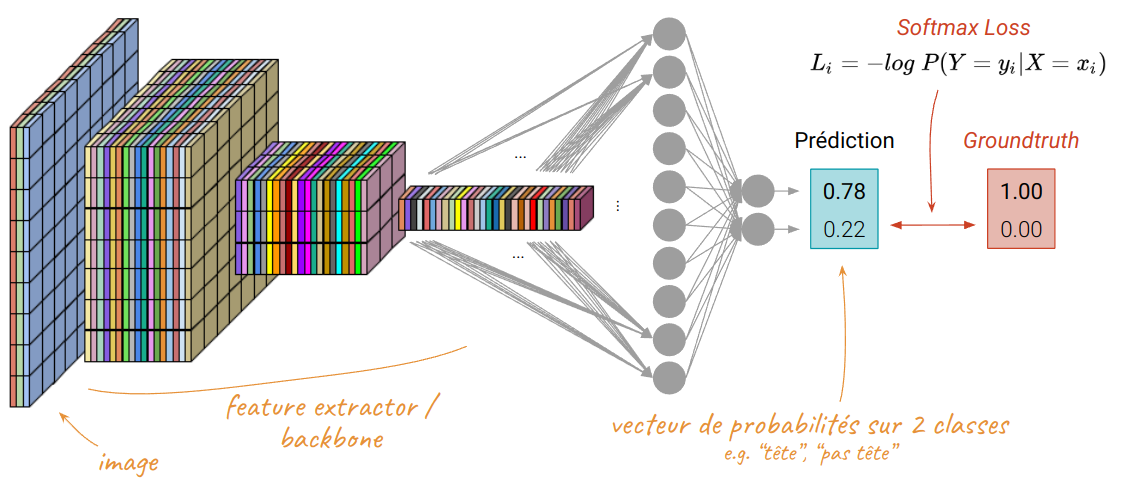 Softmax Loss
L_i = −log P(Y = y_i|X = x_i)
Prédiction
Groundtruth
0.78
0.22
1.00
0.00
...
...
...
feature extractor /
backbone
image
vecteur de probabilités sur 2 classes
e.g. “tête”, “pas tête”